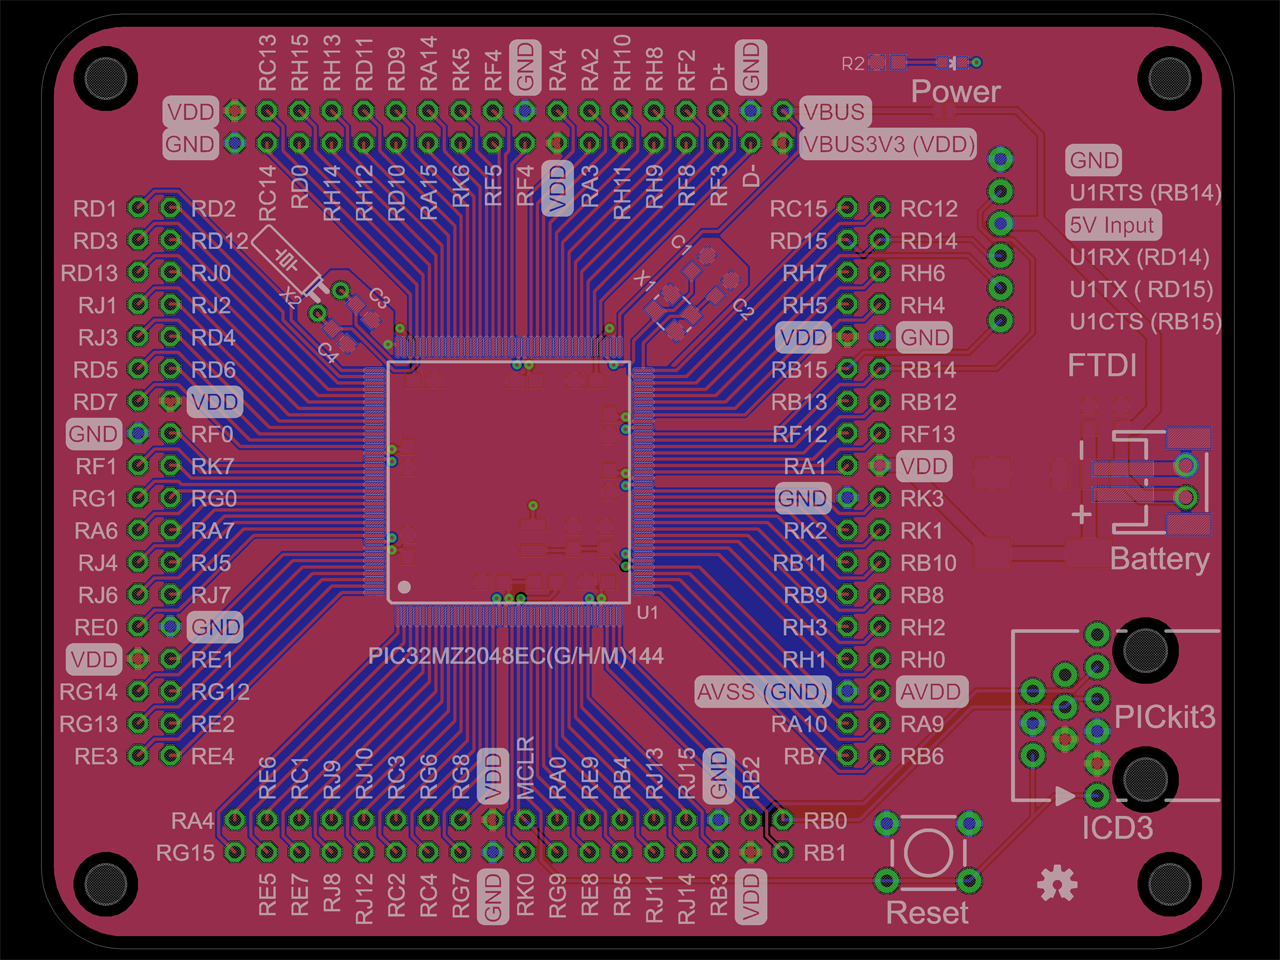 RC13 RH15 RH13 RD11 RD9 RA14 RK5 RF4 GND RA4 RA2 RH10 RH8 RF2 D+ GND
R2
Power
VDD VBUS
GND VBUS3V3 (VDD)
RC14 RD0 RH14 RH12 RD10 RA15 RK6 RF5 RF4 VDD RA3 RH11 RH9 RF8 RF3 D-
GND
U1RTS (RB14)
5V Input
U1RX (RD14)
U1TX ( RD15)
U1CTS (RB15)
FTDI
RD1 RD2 RC15 RC12
RD3 RD12 RD15 RD14
RD13 RJ0 RH7 RH6
RJ1 RJ2 RH5 RH4
RJ3 RD4 VDD GND
RD5 RD6 RB15 RB14
RD7 VDD RB13 RB12
GND RF0 RF12 RF13
RF1 RK7 RA1 VDD
RG1 RG0 GND RK3
RA6 RA7 RK2 RK1
RJ4 RJ5 RB11 RB10
RJ6 RJ7 RB9 RB8
RE0 GND RH3 RH2
VDD RE1 RH1 RH0
RG14 RG12 AVSS (GND) AVDD
RG13 RE2 RA10 RA9
RE3 RE4 RB7 RB6
X2
C3
C4
C1
X1
C2
U1
PIC32MZ2048EC(G/H/M)144
+
Battery
PICkit3
ICD3
RE6 RC1 RJ9 RJ10 RC3 RG6 RG8 VDD MCLR RA0 RE9 RB4 RJ13 RJ15 GND RB2
RA4 RB0
RG15 RB1
RE5 RE7 RJ8 RJ12 RC2 RC4 RG7 GND RK0 RG9 RE8 RB5 RJ11 RJ14 RB3 VDD
Reset